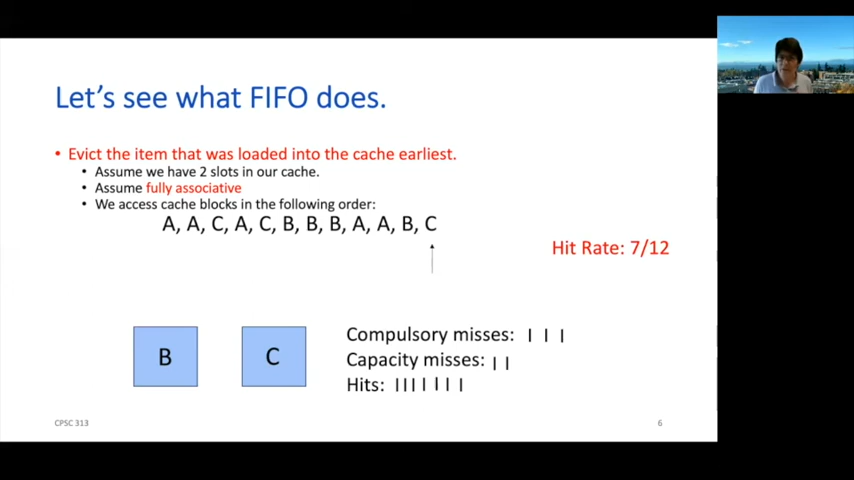 Let's see what FIFO does.
• Evict the item that was loaded into the cache earliest.
• Assume we have 2 slots in our cache.
• Assume fully associative
• We access cache blocks in the following order:
A, A, C, A, C, B, B, B, A, A, B, C
Hit Rate: 7/12
B C
Compulsory misses: I I I
Capacity misses: I I
Hits: I I I I I I I
CPSC 313
6